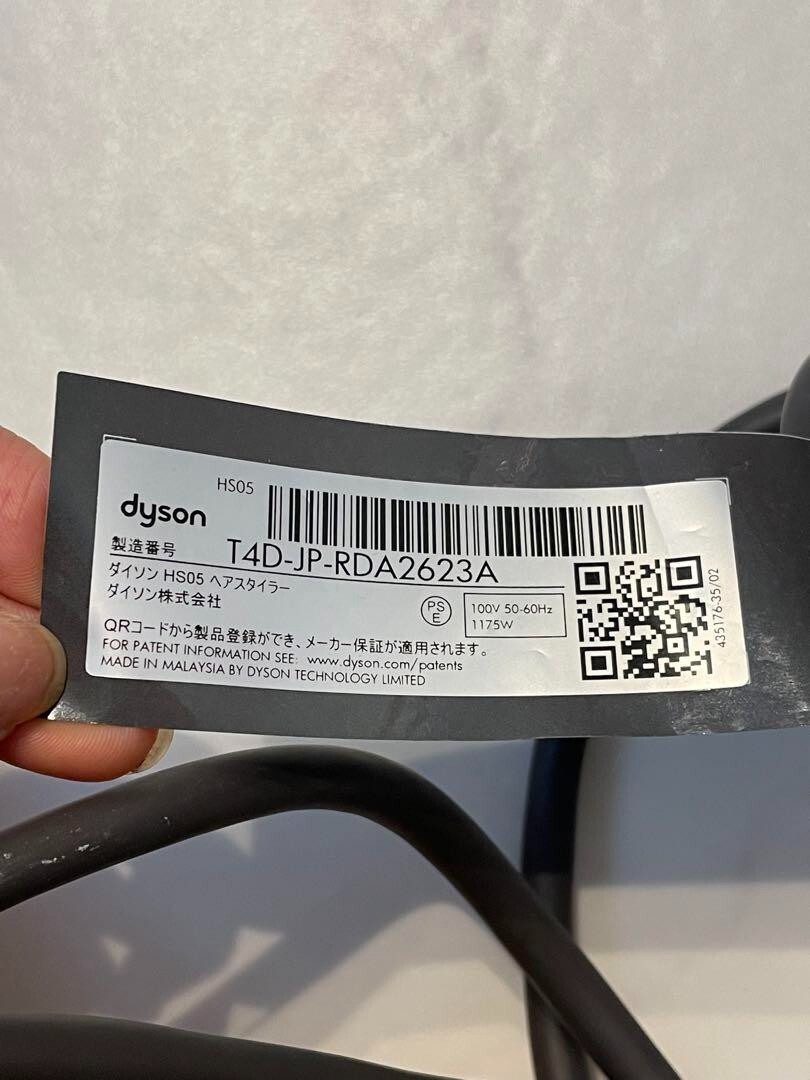 HS05
dyson
製造番号 T4D-JP-RDA2623A
ダイソン HS05 ヘアスタイラー
ダイソン株式会社
PS
E
100V 50-60Hz
1175W
QRコードから製品登録ができ、メーカー保証が適用されます。
FOR PATENT INFORMATION SEE: www.dyson.com/patents
MADE IN MALAYSIA BY DYSON TECHNOLOGY LIMITED
435176-35/02